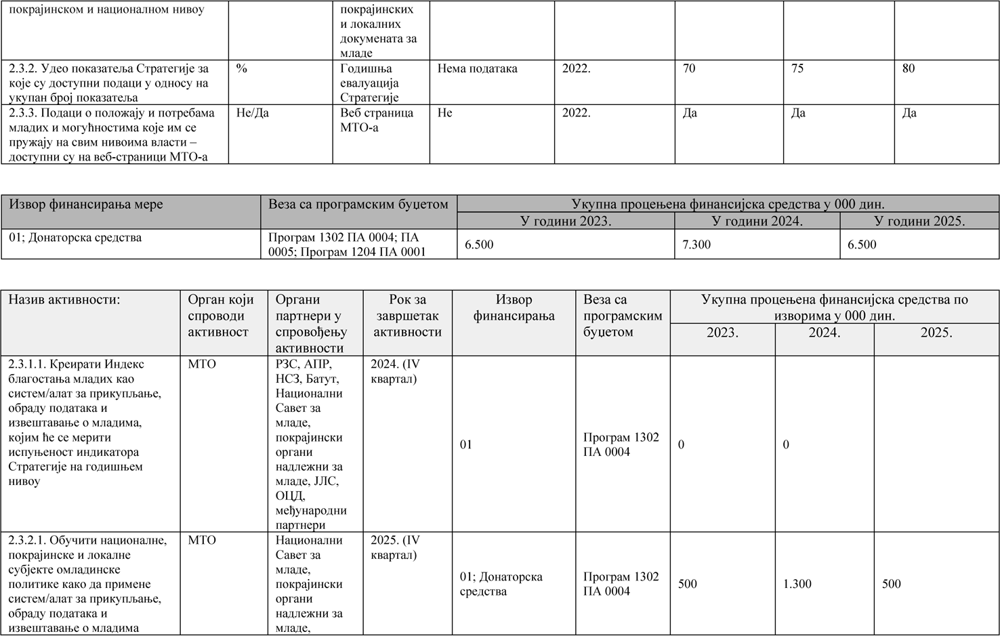 покрајинском и националном нивоу
покрајинских
и локалних
докумената за
младе
2.3.2. Удео показатеља Стратегије за
које су доступни подаци у односу на
укупан број показатеља
%
Годишња
евалуација
Стратегије
Нема података
2022.
70
75
80
2.3.3. Подаци о положају и потребама
младих и могућностима које им се
пружају на свим нивоима власти –
доступни су на веб-страници МТО-а
Не/Да
Веб страница
МТО-а
Не
2022.
Да
Да
Да
Извор финансирања мере
Веза са програмским буџетом
Укупна процењена финансијска средства у 000 дин.
У години 2023.
У години 2024.
У години 2025.
01; Донаторска средства
Програм 1302 ПА 0004; ПА
0005; Програм 1204 ПА 0001
6.500
7.300
6.500
Назив активности:
Орган који
спроводи
активност
Органи
партнери у
спровођењу
активности
Рок за
завршетак
активности
Извор
финансирања
Веза са
програмским
буџетом
Укупна процењена финансијска средства по
изворима у 000 дин.
2023.
2024.
2025.
2.3.1.1. Креирати Индекс
благостања младих као
систем/алат за прикупљање,
обраду података и
извештавање о младима,
којим ће се мерити
испуњеност индикатора
Стратегије на годишњем
нивоу
МТО
РЗС, АПР,
НСЗ, Батут,
Национални
Савет за
младе,
покрајински
органи
надлежни за
младе, ЈЛС,
ОЦД,
међународни
партнери
2024. (IV
квартал)
01
Програм 1302
ПА 0004
0
0
2.3.2.1. Обучити националне,
покрајинске и локалне
субјекте омладинске
политике како да примене
систем/алат за прикупљање,
обраду података и
извештавање о младима
МТО
Национални
Савет за
младе,
покрајински
органи
надлежни за
младе,
2025. (IV
квартал)
01; Донаторска
средства
Програм 1302
ПА 0004
500
1.300
500